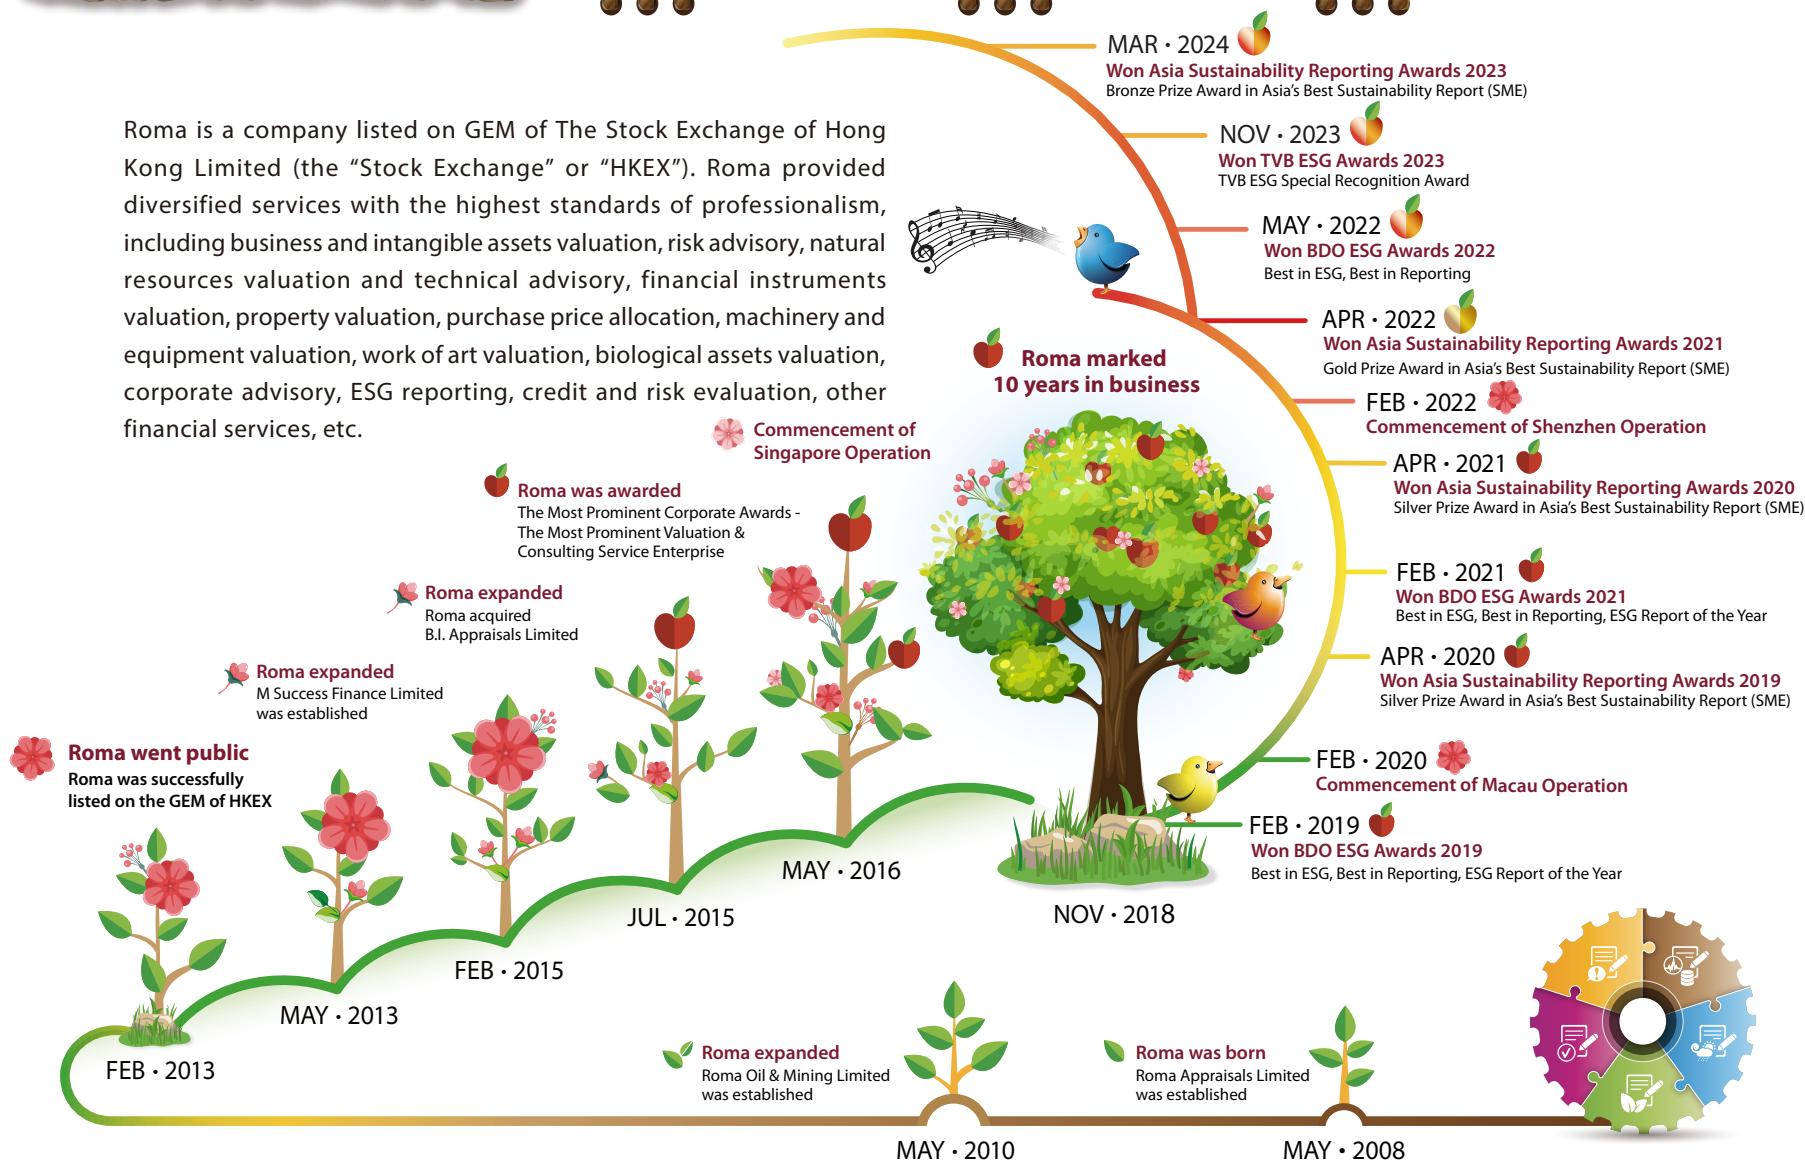 Roma is a company listed on GEM of The Stock Exchange of Hong
Kong Limited (the “Stock Exchange” or “HKEX”). Roma provided
diversified services with the highest standards of professionalism,
including business and intangible assets valuation, risk advisory, natural
resources valuation and technical advisory, financial instruments
valuation, property valuation, purchase price allocation, machinery and
equipment valuation, work of art valuation, biological assets valuation,
corporate advisory, ESG reporting, credit and risk evaluation, other
financial services, etc.
MAR • 2024
Won Asia Sustainability Reporting Awards 2023
Bronze Prize Award in Asia’s Best Sustainability Report (SME)
NOV • 2023
Won TVB ESG Awards 2023
TVB ESG Special Recognition Award
MAY • 2022
Won BDO ESG Awards 2022
Best in ESG, Best in Reporting
APR • 2022
Won Asia Sustainability Reporting Awards 2021
Gold Prize Award in Asia’s Best Sustainability Report (SME)
FEB • 2022
Commencement of Shenzhen Operation
APR • 2021
Won Asia Sustainability Reporting Awards 2020
Silver Prize Award in Asia’s Best Sustainability Report (SME)
FEB • 2021
Won BDO ESG Awards 2021
Best in ESG, Best in Reporting, ESG Report of the Year
APR • 2020
Won Asia Sustainability Reporting Awards 2019
Silver Prize Award in Asia’s Best Sustainability Report (SME)
FEB • 2020
Commencement of Macau Operation
FEB • 2019
Won BDO ESG Awards 2019
Best in ESG, Best in Reporting, ESG Report of the Year
Roma marked
10 years in business
NOV • 2018
Commencement of
Singapore Operation
MAY • 2016
Roma was awarded
The Most Prominent Corporate Awards -
The Most Prominent Valuation &
Consulting Service Enterprise
JUL • 2015
Roma expanded
Roma acquired
B.I. Appraisals Limited
FEB • 2015
Roma expanded
M Success Finance Limited
was established
MAY • 2013
Roma went public
Roma was successfully
listed on the GEM of HKEX
FEB • 2013
Roma expanded
Roma Oil & Mining Limited
was established
MAY • 2010
Roma was born
Roma Appraisals Limited
was established
MAY • 2008